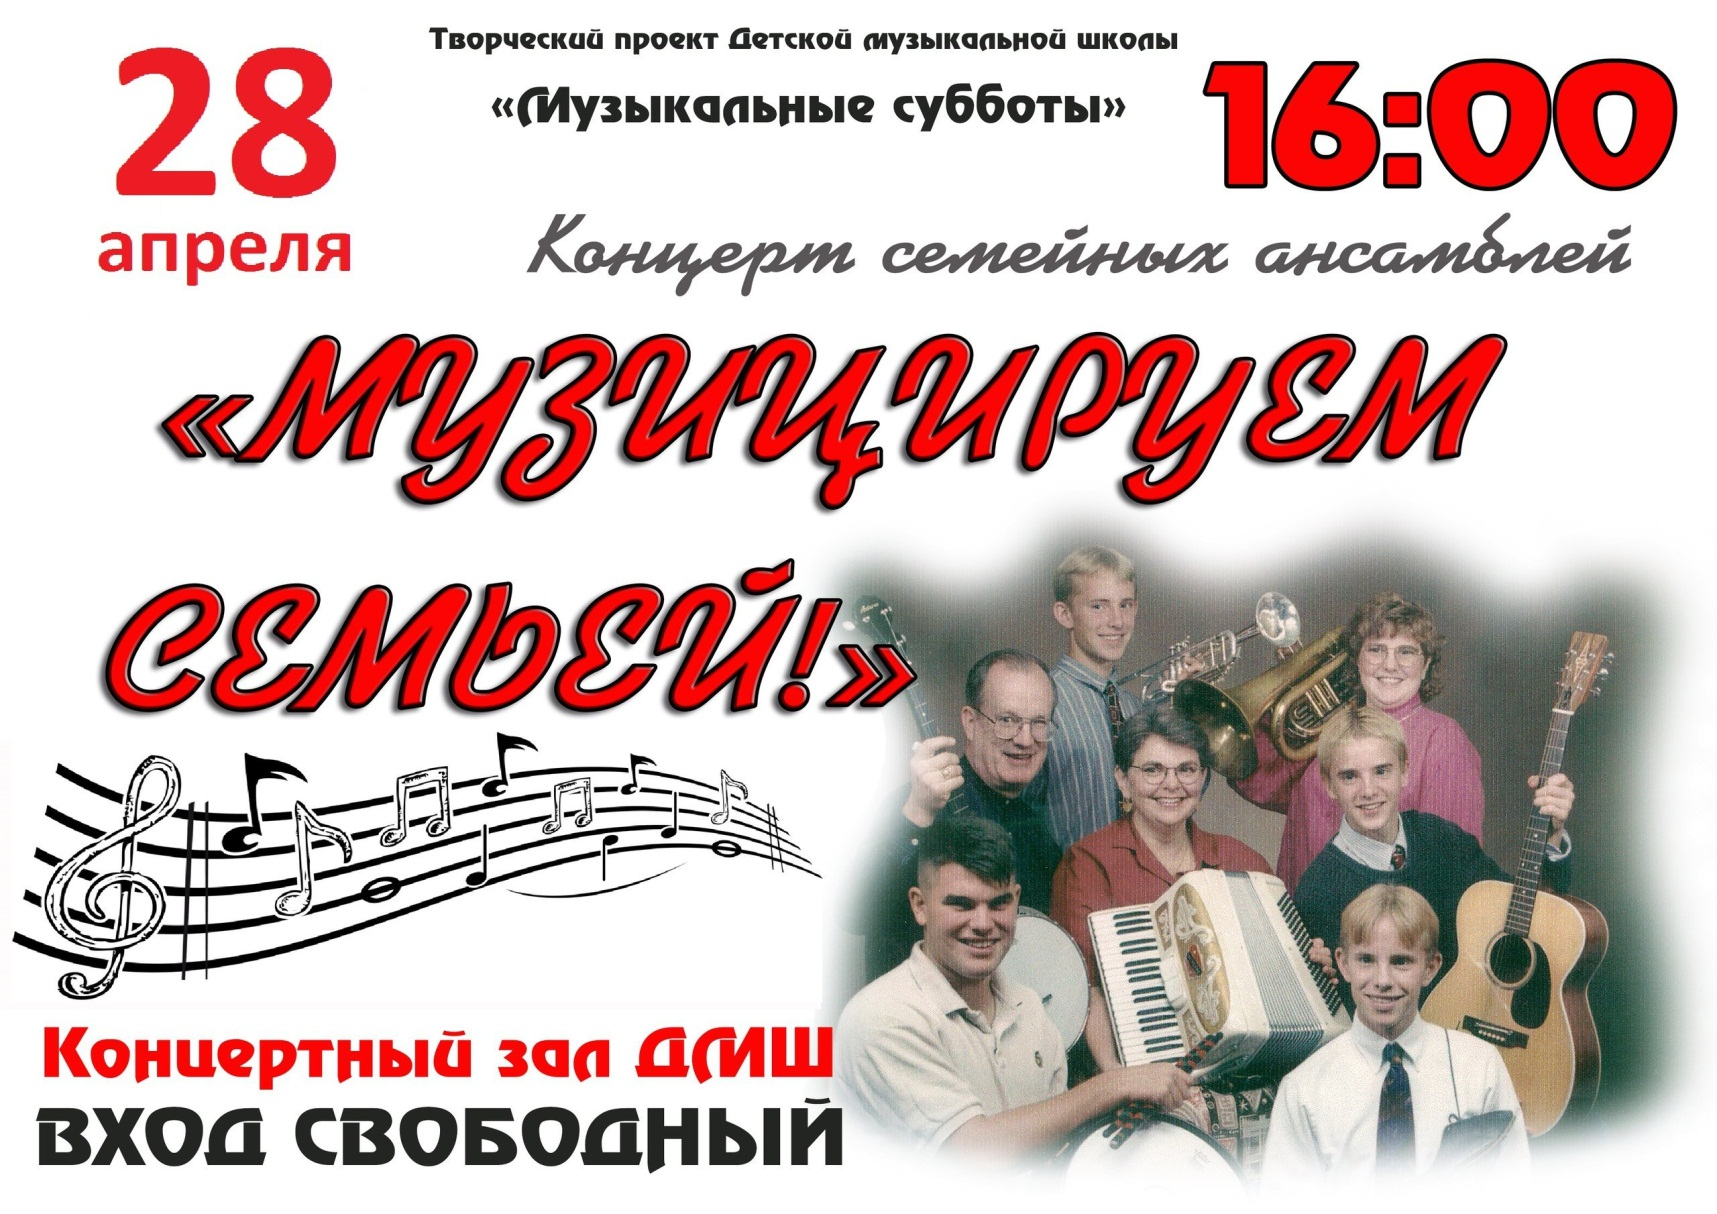 Творческий проект Детской музыкальной школы
«Музыкальные субботы»
28
апреля
16:00
Концерт семейных ансамблей
«МУЗИЦИРУЕМ
СЕМЬЕЙ!»
Концертный зал ДМШ
ВХОД СВОБОДНЫЙ